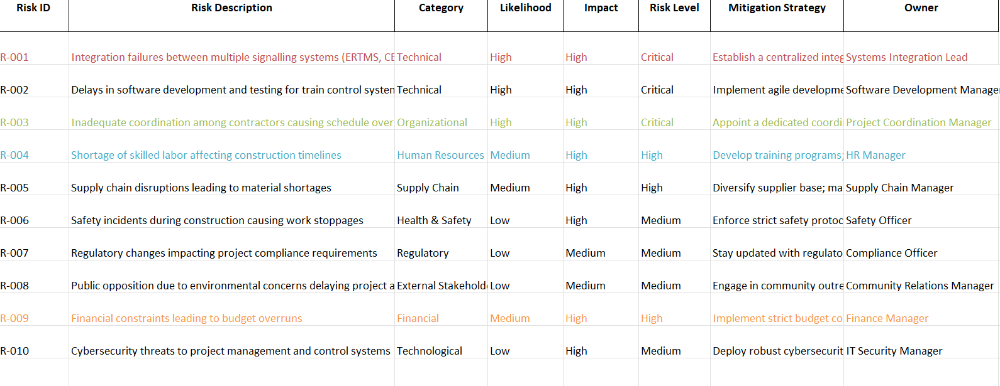 Risk ID Risk Description Category Likelihood Impact Risk Level Mitigation Strategy Owner
R-001 Integration failures between multiple signalling systems (ERTMS, Technical High High Critical Establish a centralized Systems Integration Lead
R-002 Delays in software development and testing for train control Technical High High Critical Implement agile Software Development Manager
R-003 Inadequate coordination among contractors causing schedule over Organizational High High Critical Appoint a dedicated Project Coordination Manager
R-004 Shortage of skilled labor affecting construction timelines Human Resources Medium High High Develop training programs; HR Manager
R-005 Supply chain disruptions leading to material shortages Supply Chain Medium High High Diversify supplier base; ma Supply Chain Manager
R-006 Safety incidents during construction causing work stoppages Health & Safety Low High Medium Enforce strict safety protoc Safety Officer
R-007 Regulatory changes impacting project compliance requirements Regulatory Low Medium Medium Stay updated with regulato Compliance Officer
R-008 Public opposition due to environmental concerns delaying project a External Stakehold Low Medium Medium Engage in community outre Community Relations Manager
R-009 Financial constraints leading to budget overruns Financial Medium High High Implement strict budget co Finance Manager
R-010 Cybersecurity threats to project management and control systems Technological Low High Medium Deploy robust cybersecurit IT Security Manager